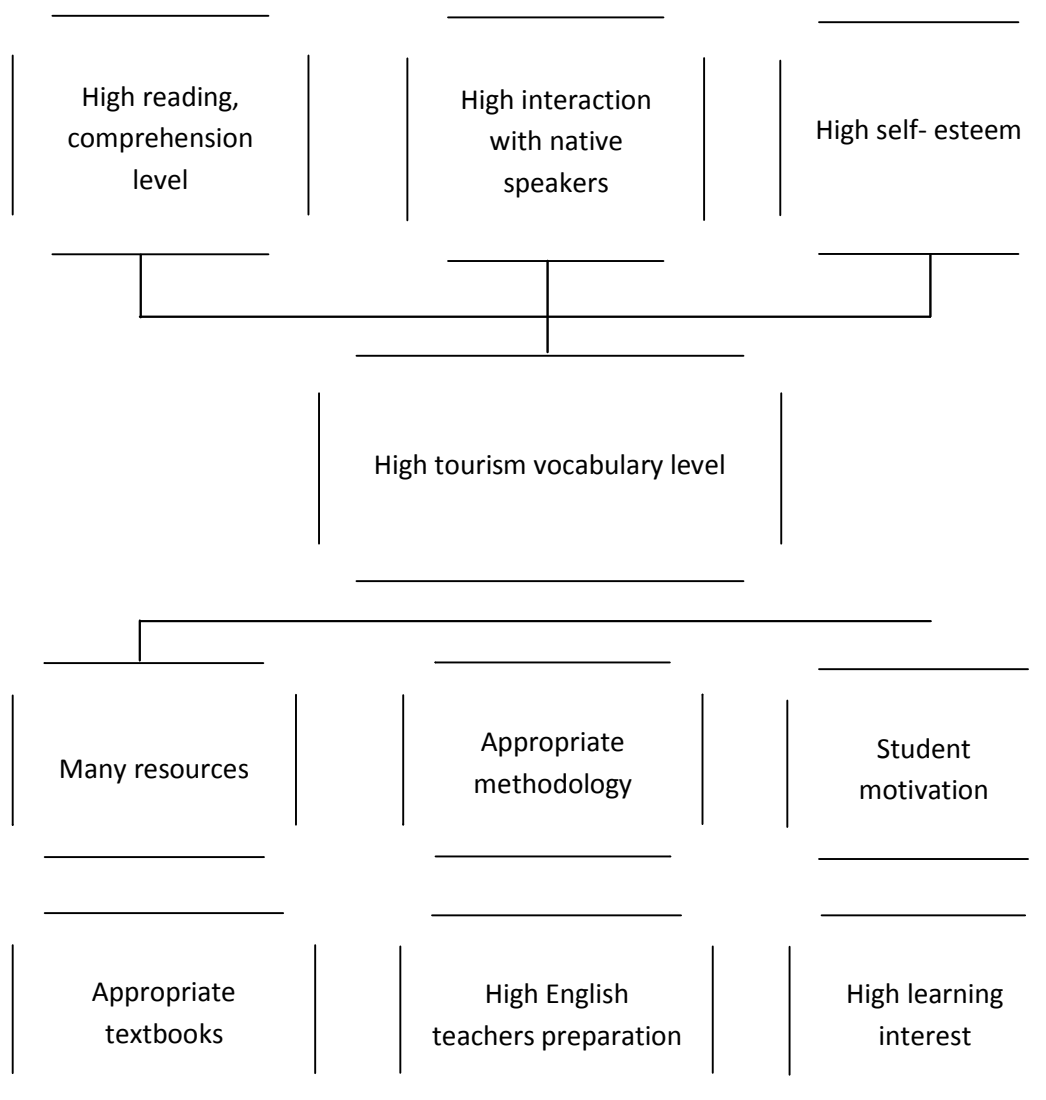 High reading,
comprehension
level
High interaction
with native
speakers
High self- esteem
High tourism vocabulary level
Many resources
Appropriate
methodology
Student
motivation
Appropriate
textbooks
High English
teachers preparation
High learning
interest